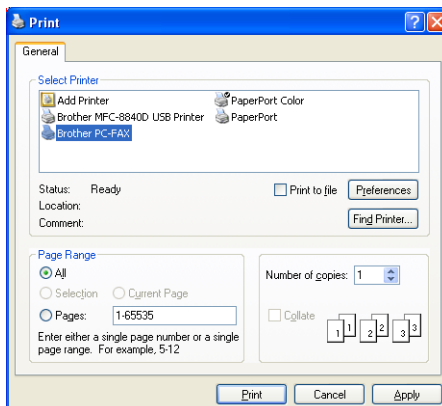 Print
General
Select Printer
Add Printer
PaperPort Color
Brother MFC-8840D USB Printer
PaperPort
Brother PC-FAX
Status: Ready
Print to file
Preferences
Location:
Comment:
Find Printer...
Page Range
All
Selection
Current Page
Pages: 1-65535
Enter either a single page number or a single
page range. For example, 5-12
Number of copies: 1
Collate
1 1 2 2 3 3
Print
Cancel
Apply